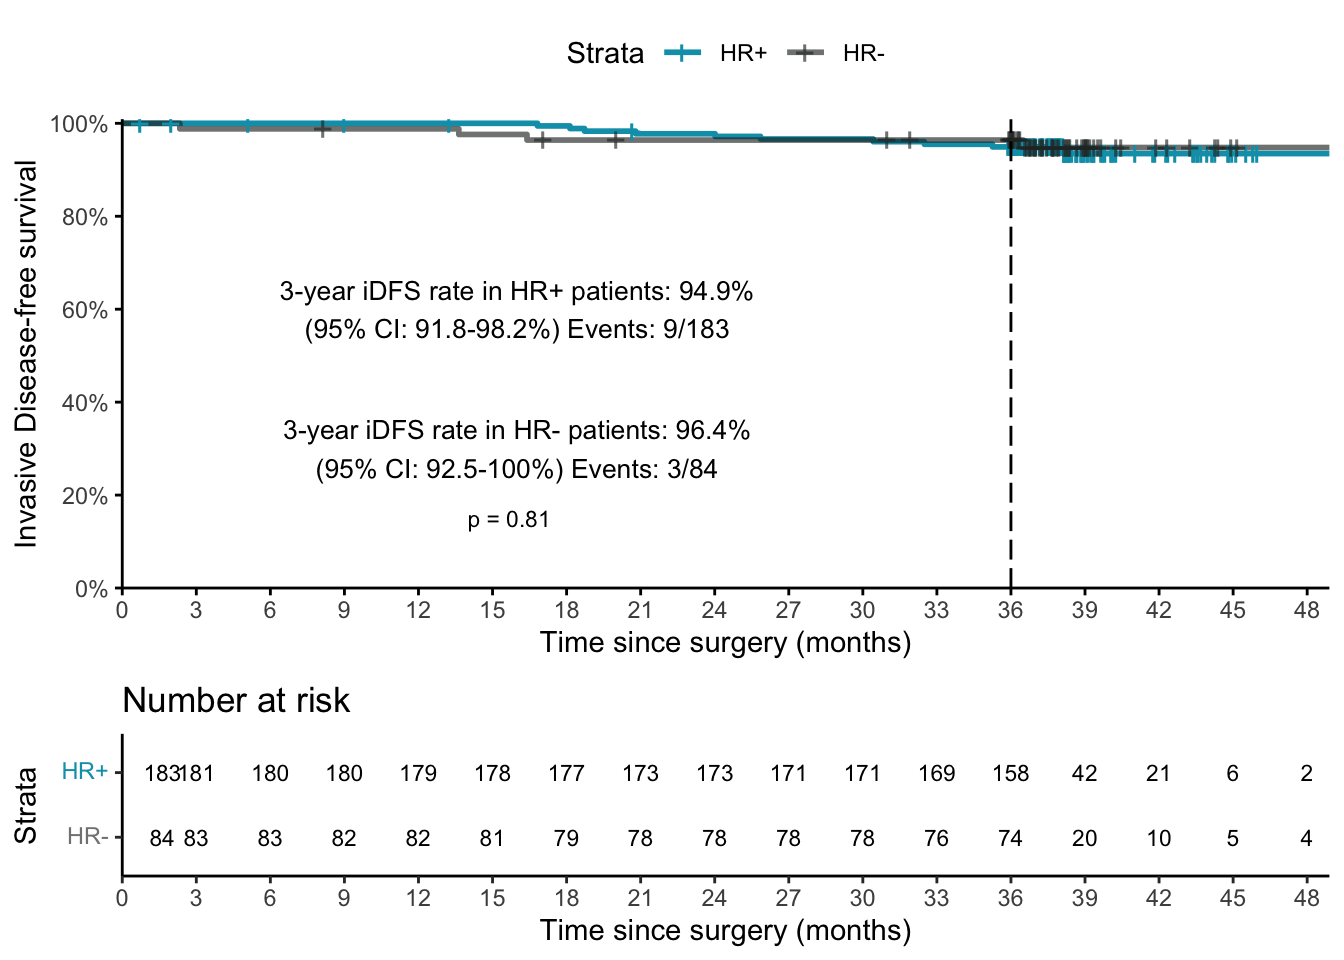 Strata HR+ HR-
Invasive Disease-free survival
100%
80%
60%
40%
20%
0%
3-year iDFS rate in HR+ patients: 94.9%
(95% CI: 91.8-98.2%) Events: 9/183
3-year iDFS rate in HR- patients: 96.4%
(95% CI: 92.5-100%) Events: 3/84
p = 0.81
0 3 6 9 12 15 18 21 24 27 30 33 36 39 42 45 48
Time since surgery (months)
Number at risk
Strata
HR+ 183 181 180 180 179 178 177 173 173 171 171 169 158 42 21 6 2
HR- 84 83 83 82 82 81 79 78 78 78 78 76 74 20 10 5 4
0 3 6 9 12 15 18 21 24 27 30 33 36 39 42 45 48
Time since surgery (months)